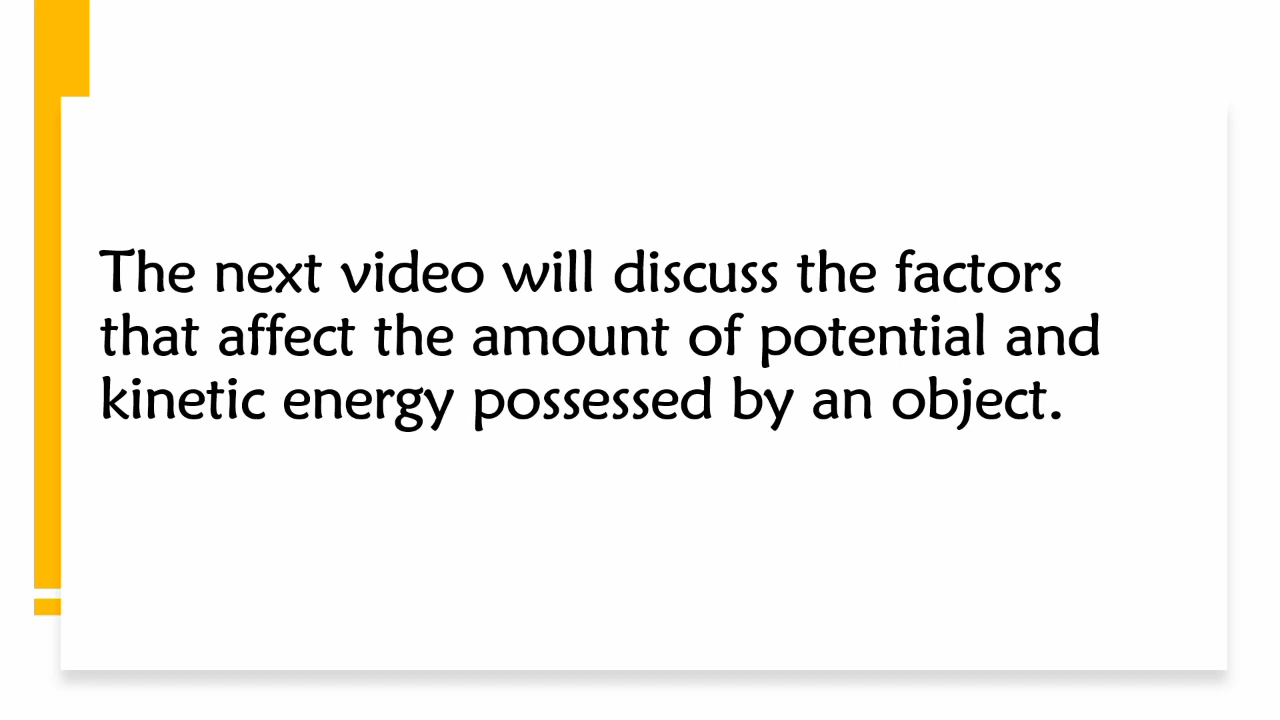 The next video will discuss the factors
that affect the amount of potential and
kinetic energy possessed by an object.